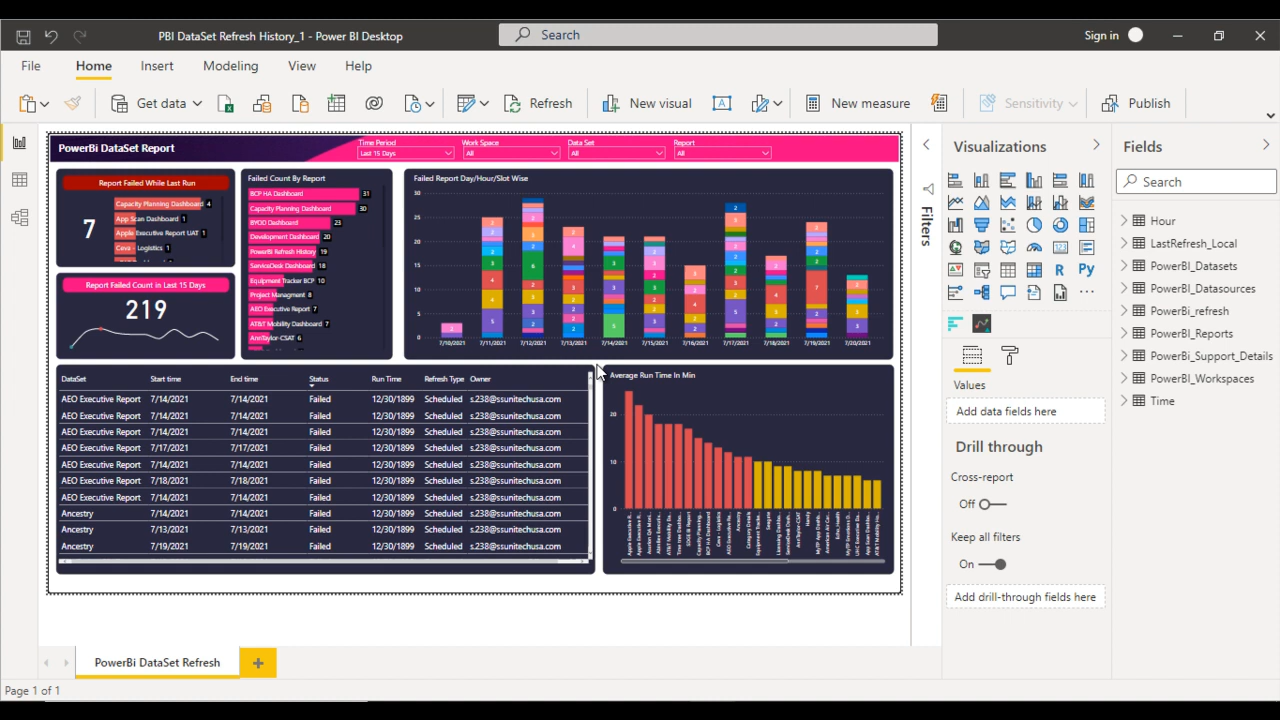 PBI DataSet Refresh History_1 - Power BI Desktop
Search
Sign in
File Home Insert Modeling View Help
Get data
Refresh
New visual
New measure
Sensitivity
Publish
PowerBi DataSet Report
Time Period
Last 15 Days
Work Space
All
Data Set
All
Report
All
Report Failed While Last Run
7
Capacity Planning Dashboard 4
App Scan Dashboard 1
Apple Executive Report UAT 1
Ceva - Logistics 1
Report Failed Count in Last 15 Days
219
Failed Count By Report
BCP HA Dashboard 31
Capacity Planning Dashboard 30
BYOD Dashboard 23
Development Dashboard 20
PowerBI Refresh History 19
ServiceDesk Dashboard 18
Equipment Tracker BCP 10
Project Managment 8
AEO Executive Report 7
AT&T Mobility Dashboard 7
AnnTaylor-CSAT 6
Failed Report Day/Hour/Slot Wise
30
25
20
15
10
5
0
7/10/2021 7/11/2021 7/12/2021 7/13/2021 7/14/2021 7/15/2021 7/16/2021 7/17/2021 7/18/2021 7/19/2021 7/20/2021
DataSet Start time End time Status Run Time Refresh Type Owner
AEO Executive Report 7/14/2021 7/14/2021 Failed 12/30/1899 Scheduled s.238@ssunitechusa.com
AEO Executive Report 7/14/2021 7/14/2021 Failed 12/30/1899 Scheduled s.238@ssunitechusa.com
AEO Executive Report 7/14/2021 7/14/2021 Failed 12/30/1899 Scheduled s.238@ssunitechusa.com
AEO Executive Report 7/17/2021 7/17/2021 Failed 12/30/1899 Scheduled s.238@ssunitechusa.com
AEO Executive Report 7/14/2021 7/14/2021 Failed 12/30/1899 Scheduled s.238@ssunitechusa.com
AEO Executive Report 7/18/2021 7/18/2021 Failed 12/30/1899 Scheduled s.238@ssunitechusa.com
AEO Executive Report 7/14/2021 7/14/2021 Failed 12/30/1899 Scheduled s.238@ssunitechusa.com
Ancestry 7/14/2021 7/14/2021 Failed 12/30/1899 Scheduled s.238@ssunitechusa.com
Ancestry 7/13/2021 7/13/2021 Failed 12/30/1899 Scheduled s.238@ssunitechusa.com
Ancestry 7/19/2021 7/19/2021 Failed 12/30/1899 Scheduled s.238@ssunitechusa.com
Average Run Time In Min
20
10
0
Filters
Visualizations
R
Py
Values
Add data fields here
Drill through
Cross-report
Off
Keep all filters
On
Add drill-through fields here
Fields
Search
Hour
LastRefresh_Local
PowerBI_Datasets
PowerBI_Datasources
PowerBi_refresh
PowerBI_Reports
PowerBi_Support_Details
PowerBI_Workspaces
Time
PowerBi DataSet Refresh
Page 1 of 1